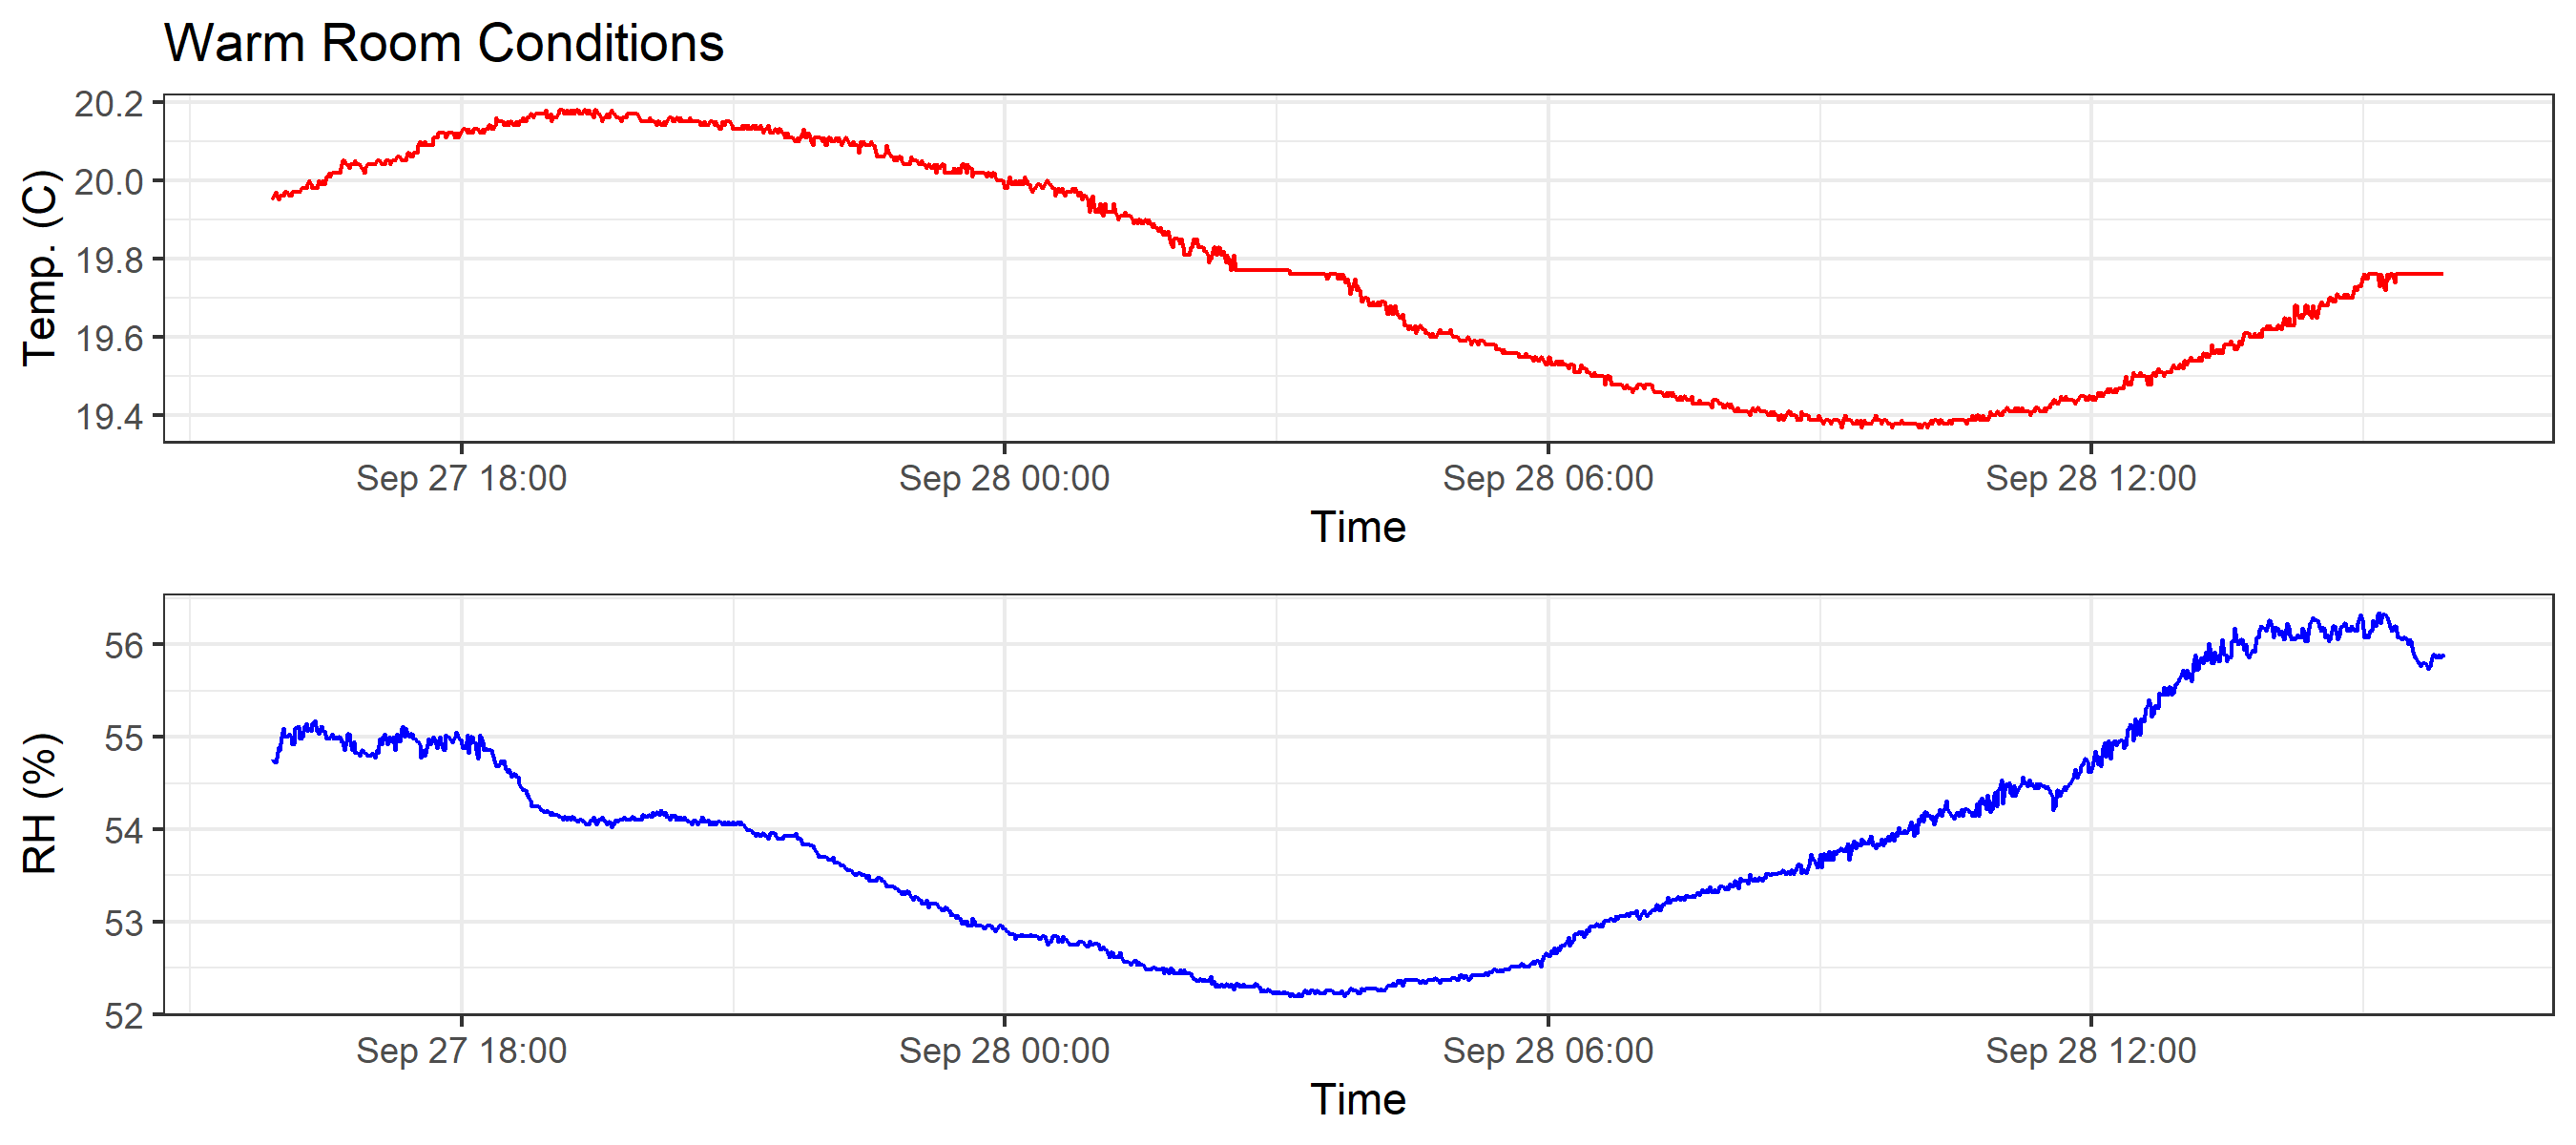 Warm Room Conditions
20.2
20.0
19.8
19.6
19.4
Temp. (C)
Sep 27 18:00 Sep 28 00:00 Sep 28 06:00 Sep 28 12:00
Time
56
55
54
53
52
RH (%)
Sep 27 18:00 Sep 28 00:00 Sep 28 06:00 Sep 28 12:00
Time